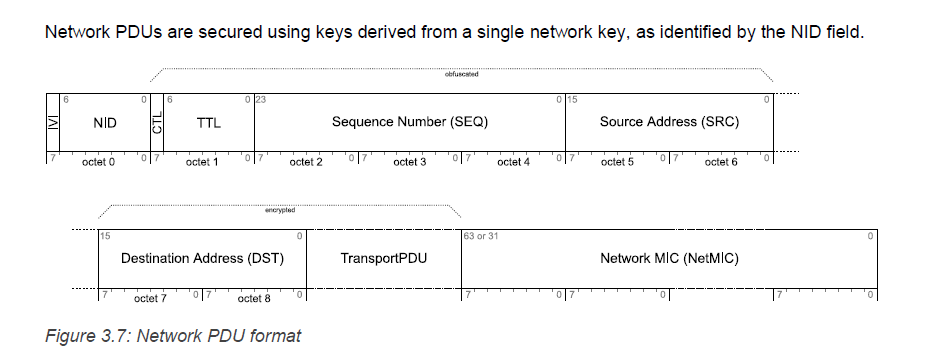 Network PDUs are secured using keys derived from a single network key, as identified by the NID field.
obfuscated
6 0 6 0 23 0 15 0
IVI NID CTL TTL Sequence Number (SEQ) Source Address (SRC)
7 octet 0 0 7 octet 1 0 7 octet 2 0 7 octet 3 0 7 octet 4 0 7 octet 5 0 7 octet 6 0
encrypted
15 0 63 or 31 0
Destination Address (DST) TransportPDU Network MIC (NetMIC)
7 octet 7 0 7 octet 8 0 7 0 7 0 7 0
Figure 3.7: Network PDU format